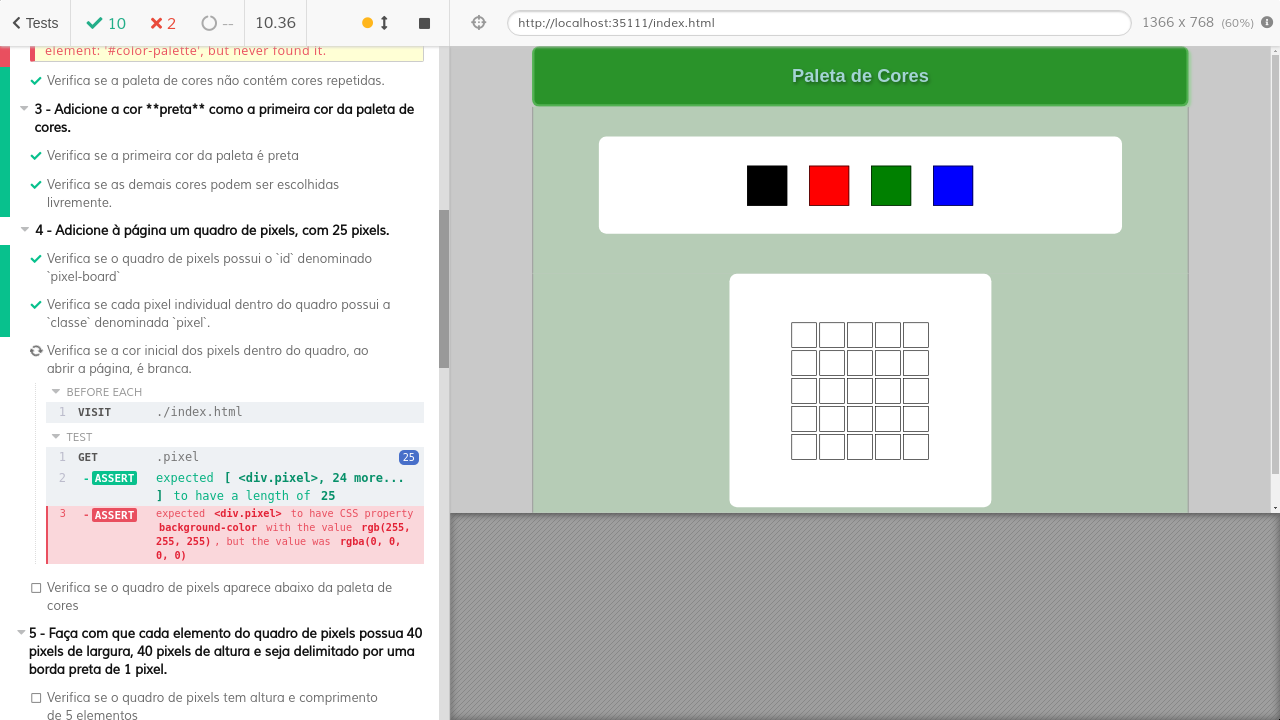 Tests
10
2
--
10.36
http://localhost:35111/index.html
1366 x 768 (60%)
element: '#color-palette', but never found it.
Verifica se a paleta de cores não contém cores repetidas.
3 - Adicione a cor **preta** como a primeira cor da paleta de
cores.
Verifica se a primeira cor da paleta é preta
Verifica se as demais cores podem ser escolhidas
livremente.
4 - Adicione à página um quadro de pixels, com 25 pixels.
Verifica se o quadro de pixels possui o `id` denominado
`pixel-board`
Verifica se cada pixel individual dentro do quadro possui a
`classe` denominada `pixel`.
Verifica se a cor inicial dos pixels dentro do quadro, ao
abrir a página, é branca.
BEFORE EACH
1 VISIT ./index.html
TEST
1 GET .pixel 25
2 -ASSERT expected [ <div.pixel>, 24 more...
] to have a length of 25
3 -ASSERT expected <div.pixel> to have CSS property
background-color with the value rgb(255,
255, 255), but the value was rgba(0, 0,
0, 0)
Verifica se o quadro de pixels aparece abaixo da paleta de
cores
5 - Faça com que cada elemento do quadro de pixels possua 40
pixels de largura, 40 pixels de altura e seja delimitado por uma
borda preta de 1 pixel.
Verifica se o quadro de pixels tem altura e comprimento
de 5 elementos
Paleta de Cores